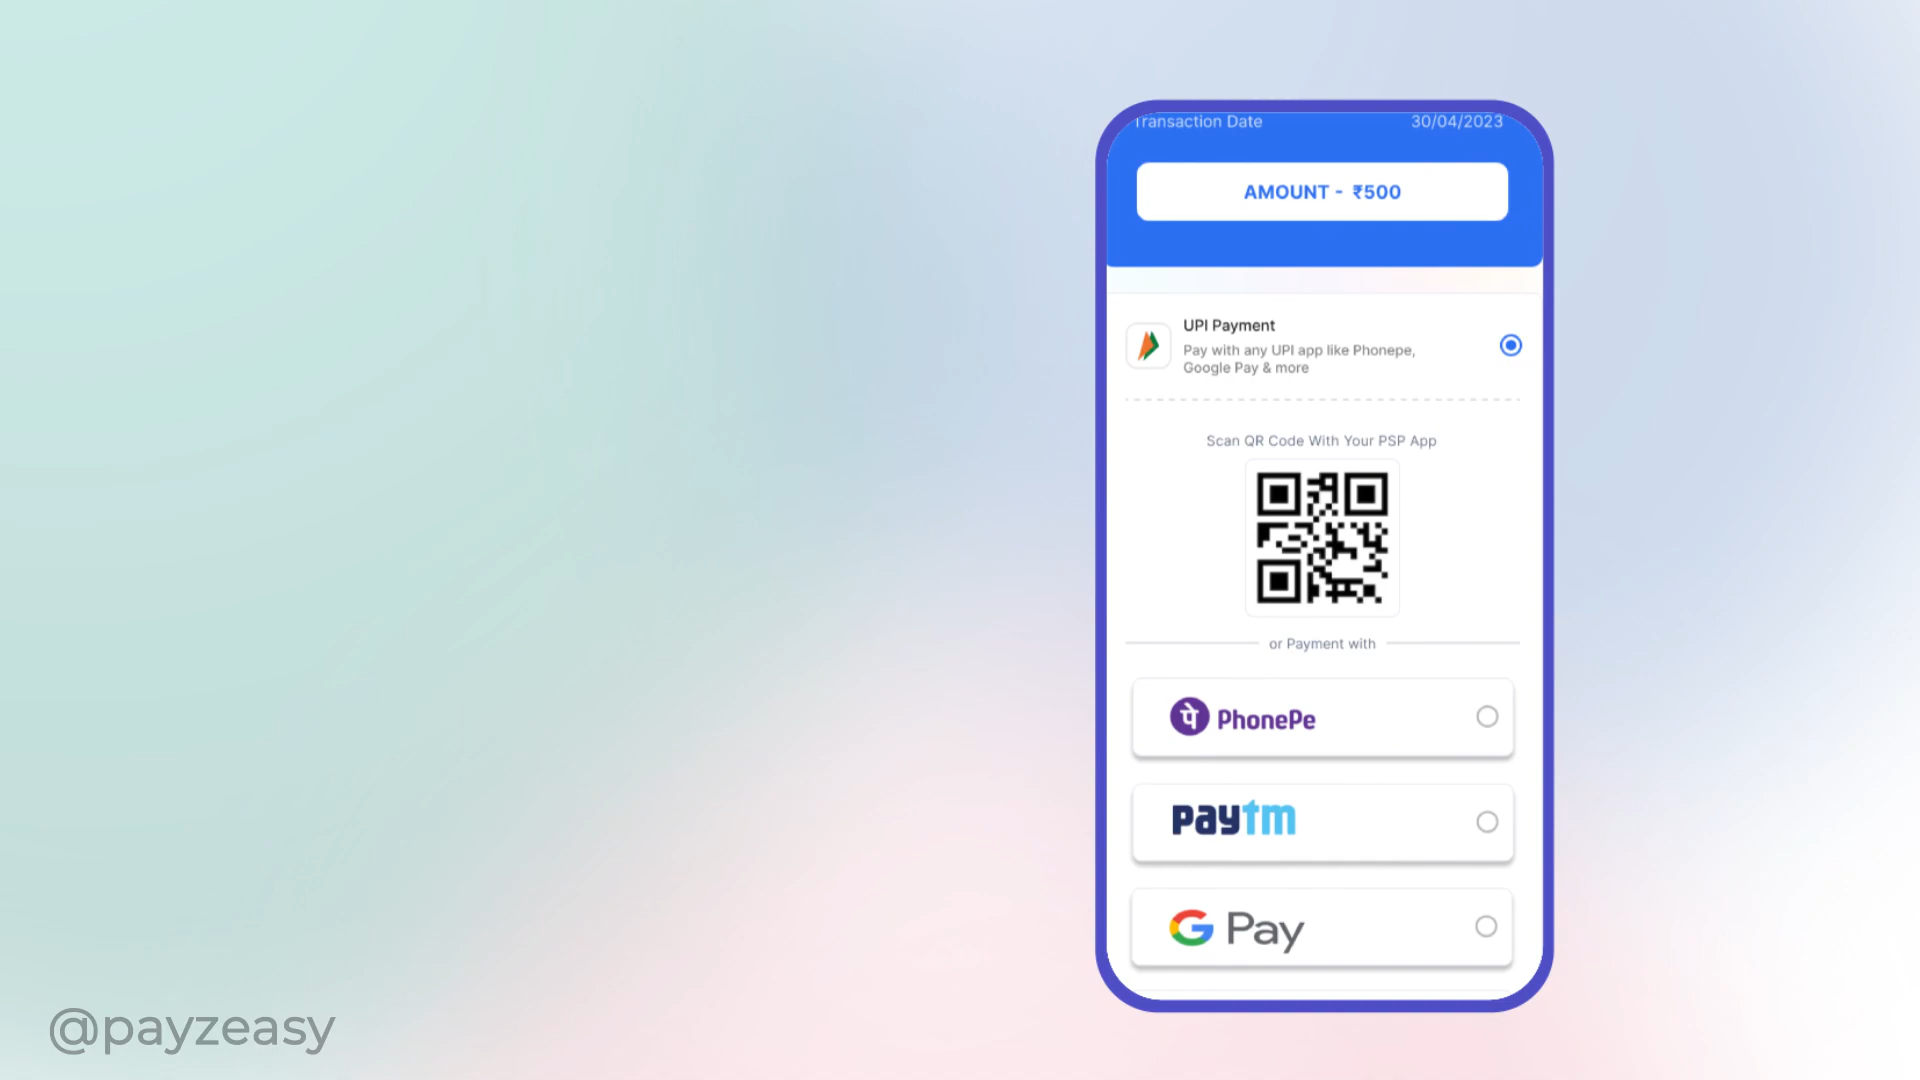 Transaction Date 30/04/2023
AMOUNT - ₹500
UPI Payment
Pay with any UPI app like Phonepe,
Google Pay & more
Scan QR Code With Your PSP App
or Payment with
पे PhonePe
paytm
G Pay
@payzeasy